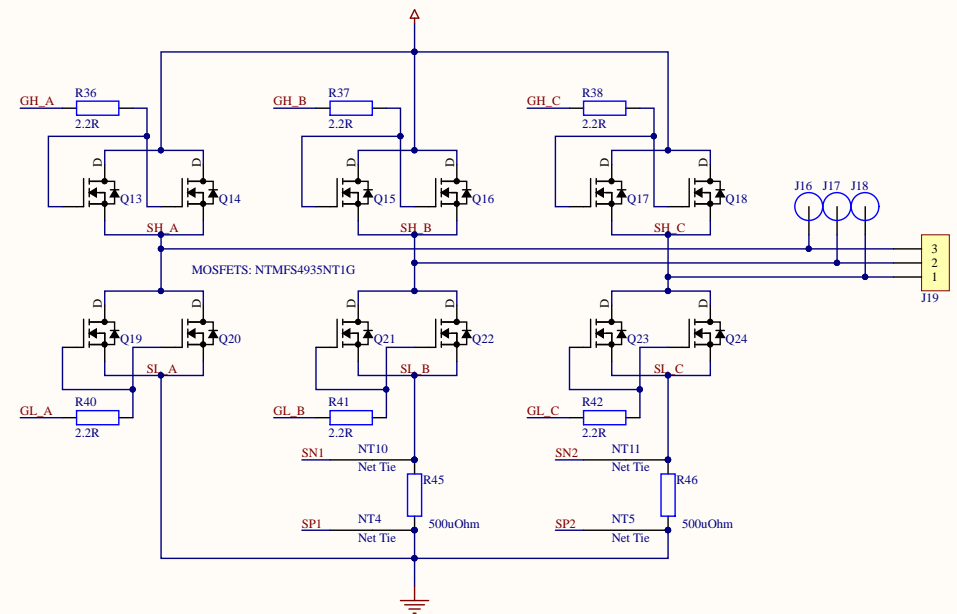 GH_A
R36
2.2R
GH_B
R37
2.2R
GH_C
R38
2.2R
D
D
D
D
D
D
Q13
Q14
Q15
Q16
Q17
Q18
J16
J17
J18
SH_A
SH_B
SH_C
3
2
1
J19
MOSFETS: NTMFS4935NT1G
D
D
D
D
D
D
Q19
Q20
Q21
Q22
Q23
Q24
SL_A
SL_B
SL_C
GL_A
R40
2.2R
GL_B
R41
2.2R
GL_C
R42
2.2R
SN1
NT10
Net Tie
SN2
NT11
Net Tie
R45
500uOhm
R46
500uOhm
SP1
NT4
Net Tie
SP2
NT5
Net Tie